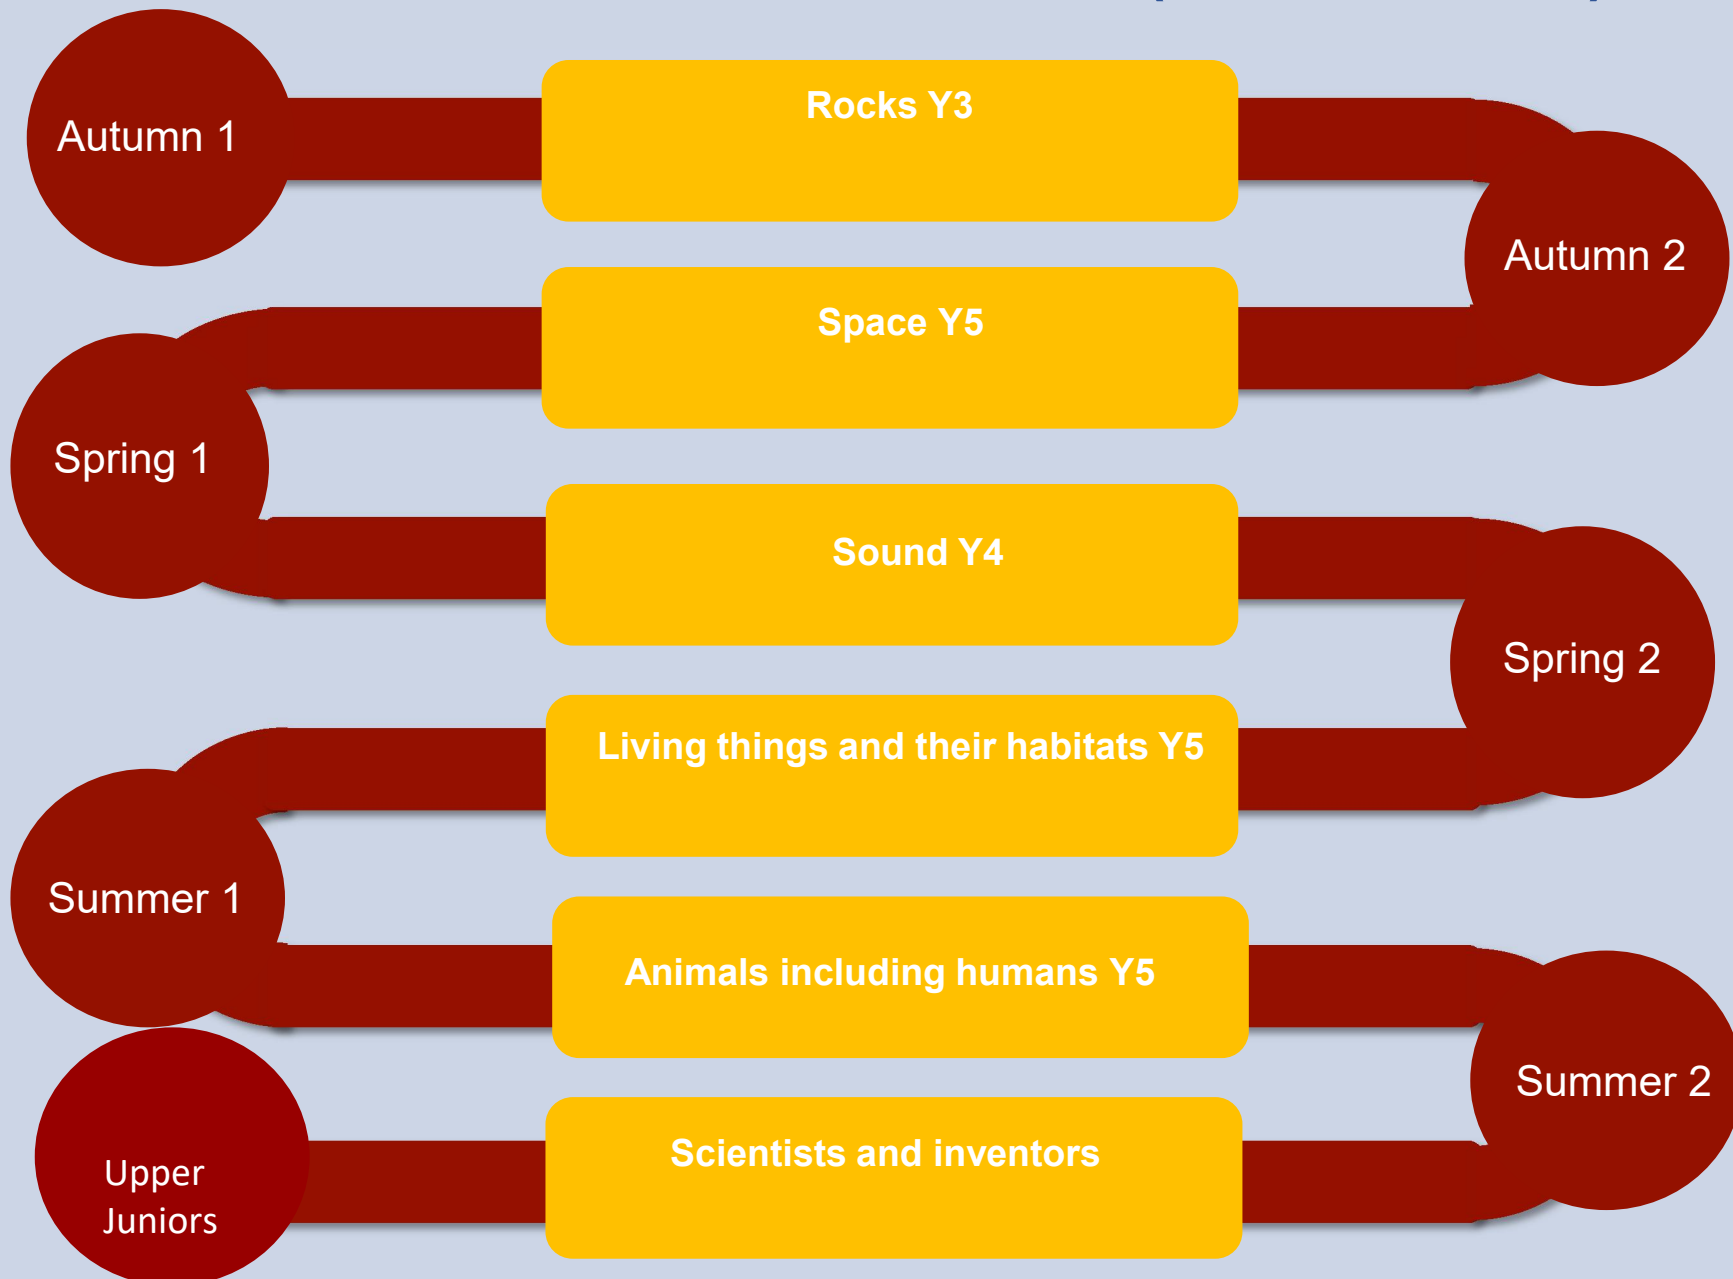 Autumn 1
Rocks Y3
Autumn 2
Space Y5
Spring 1
Sound Y4
Spring 2
Living things and their habitats Y5
Summer 1
Animals including humans Y5
Summer 2
Scientists and inventors
Upper
Juniors